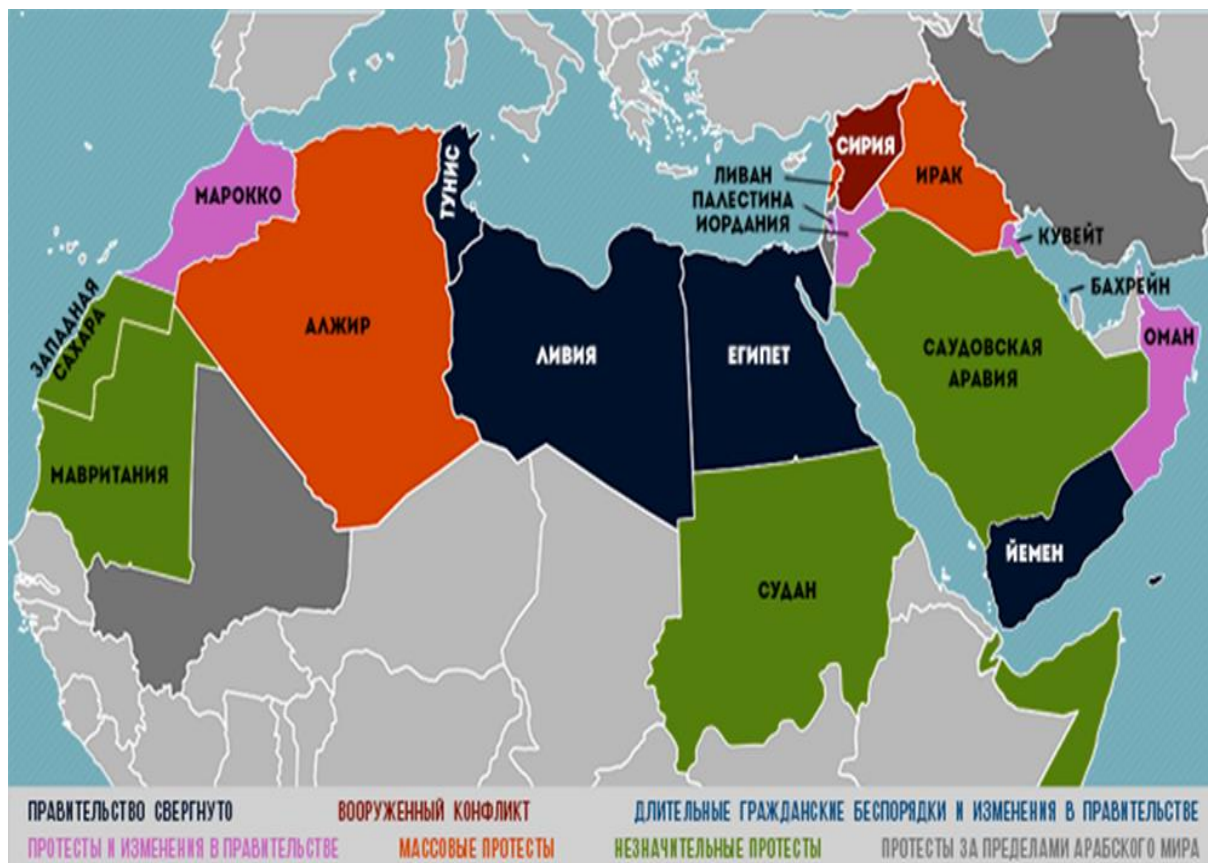 СИРИЯ
ЛИВАН
ПАЛЕСТИНА
ИОРДАНИЯ
ИРАК
МАРОККО
ТУНИС
КУВЕЙТ
БАХРЕЙН
ЗАПАДНАЯ
САХАРА
АЛЖИР
ЛИВИЯ
ЕГИПЕТ
САУДОВСКАЯ
АРАВИЯ
ОМАН
МАВРИТАНИЯ
ЙЕМЕН
СУДАН
ПРАВИТЕЛЬСТВО СВЕРГНУТО
ВООРУЖЕННЫЙ КОНФЛИКТ
ДЛИТЕЛЬНЫЕ ГРАЖДАНСКИЕ БЕСПОРЯДКИ И ИЗМЕНЕНИЯ В ПРАВИТЕЛЬСТВЕ
ПРОТЕСТЫ И ИЗМЕНЕНИЯ В ПРАВИТЕЛЬСТВЕ
МАССОВЫЕ ПРОТЕСТЫ
НЕЗНАЧИТЕЛЬНЫЕ ПРОТЕСТЫ
ПРОТЕСТЫ ЗА ПРЕДЕЛАМИ АРАБСКОГО МИРА